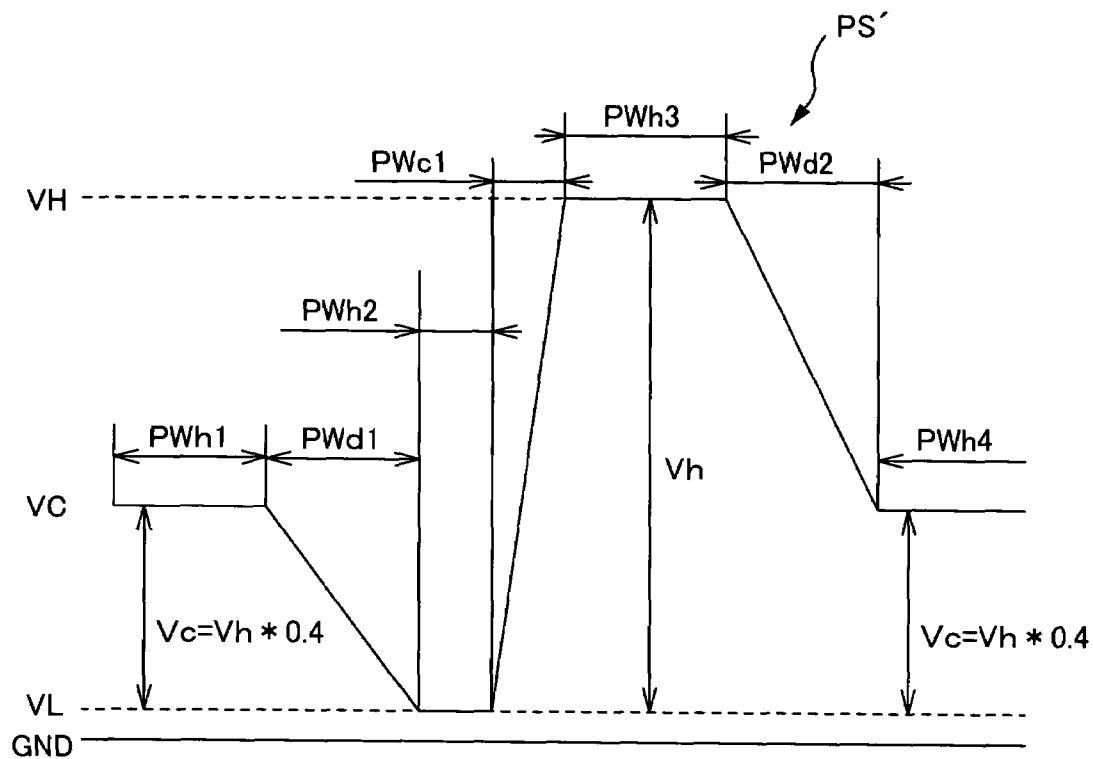 PS´
PWh3
PWc1
PWd2
VH
PWh2
PWh1
PWd1
PWh4
Vh
VC
Vc=Vh * 0.4
Vc=Vh * 0.4
VL
GND